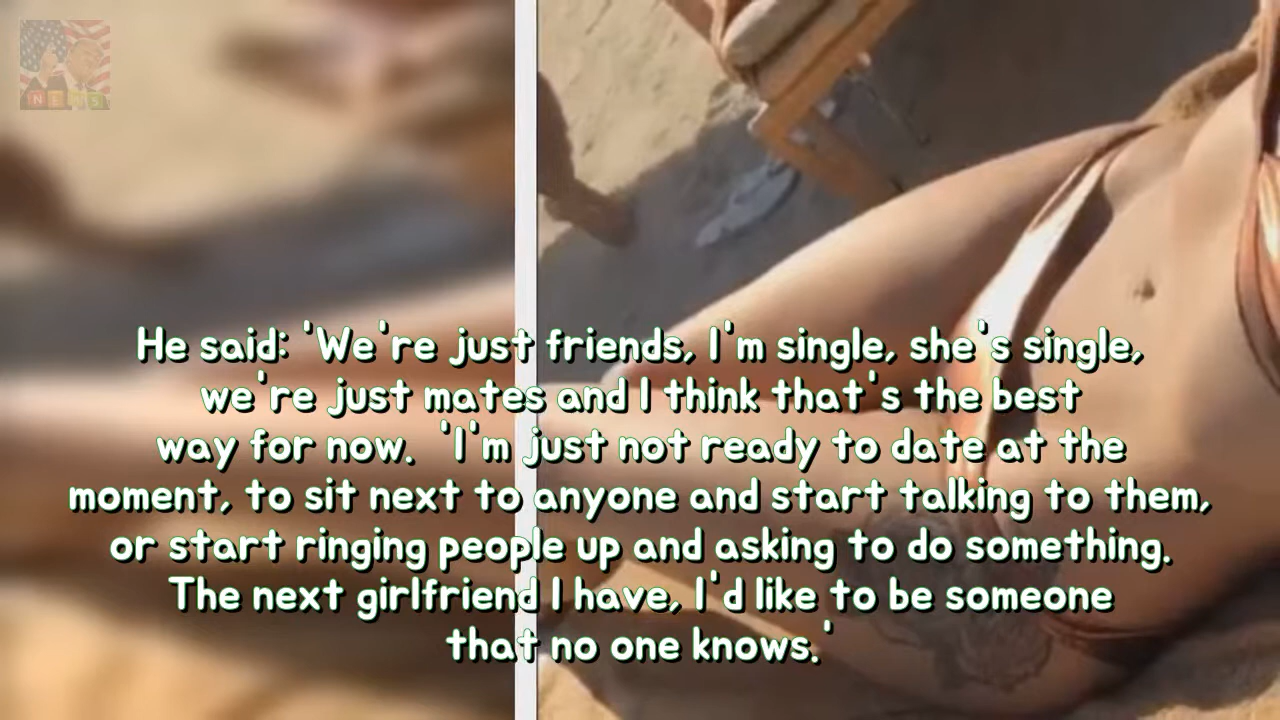 NEWS
He said: 'We're just friends, I'm single, she's single,
we're just mates and I think that's the best
way for now.  'I'm just not ready to date at the
moment, to sit next to anyone and start talking to them,
or start ringing people up and asking to do something.
The next girlfriend I have, I'd like to be someone
that no one knows.'